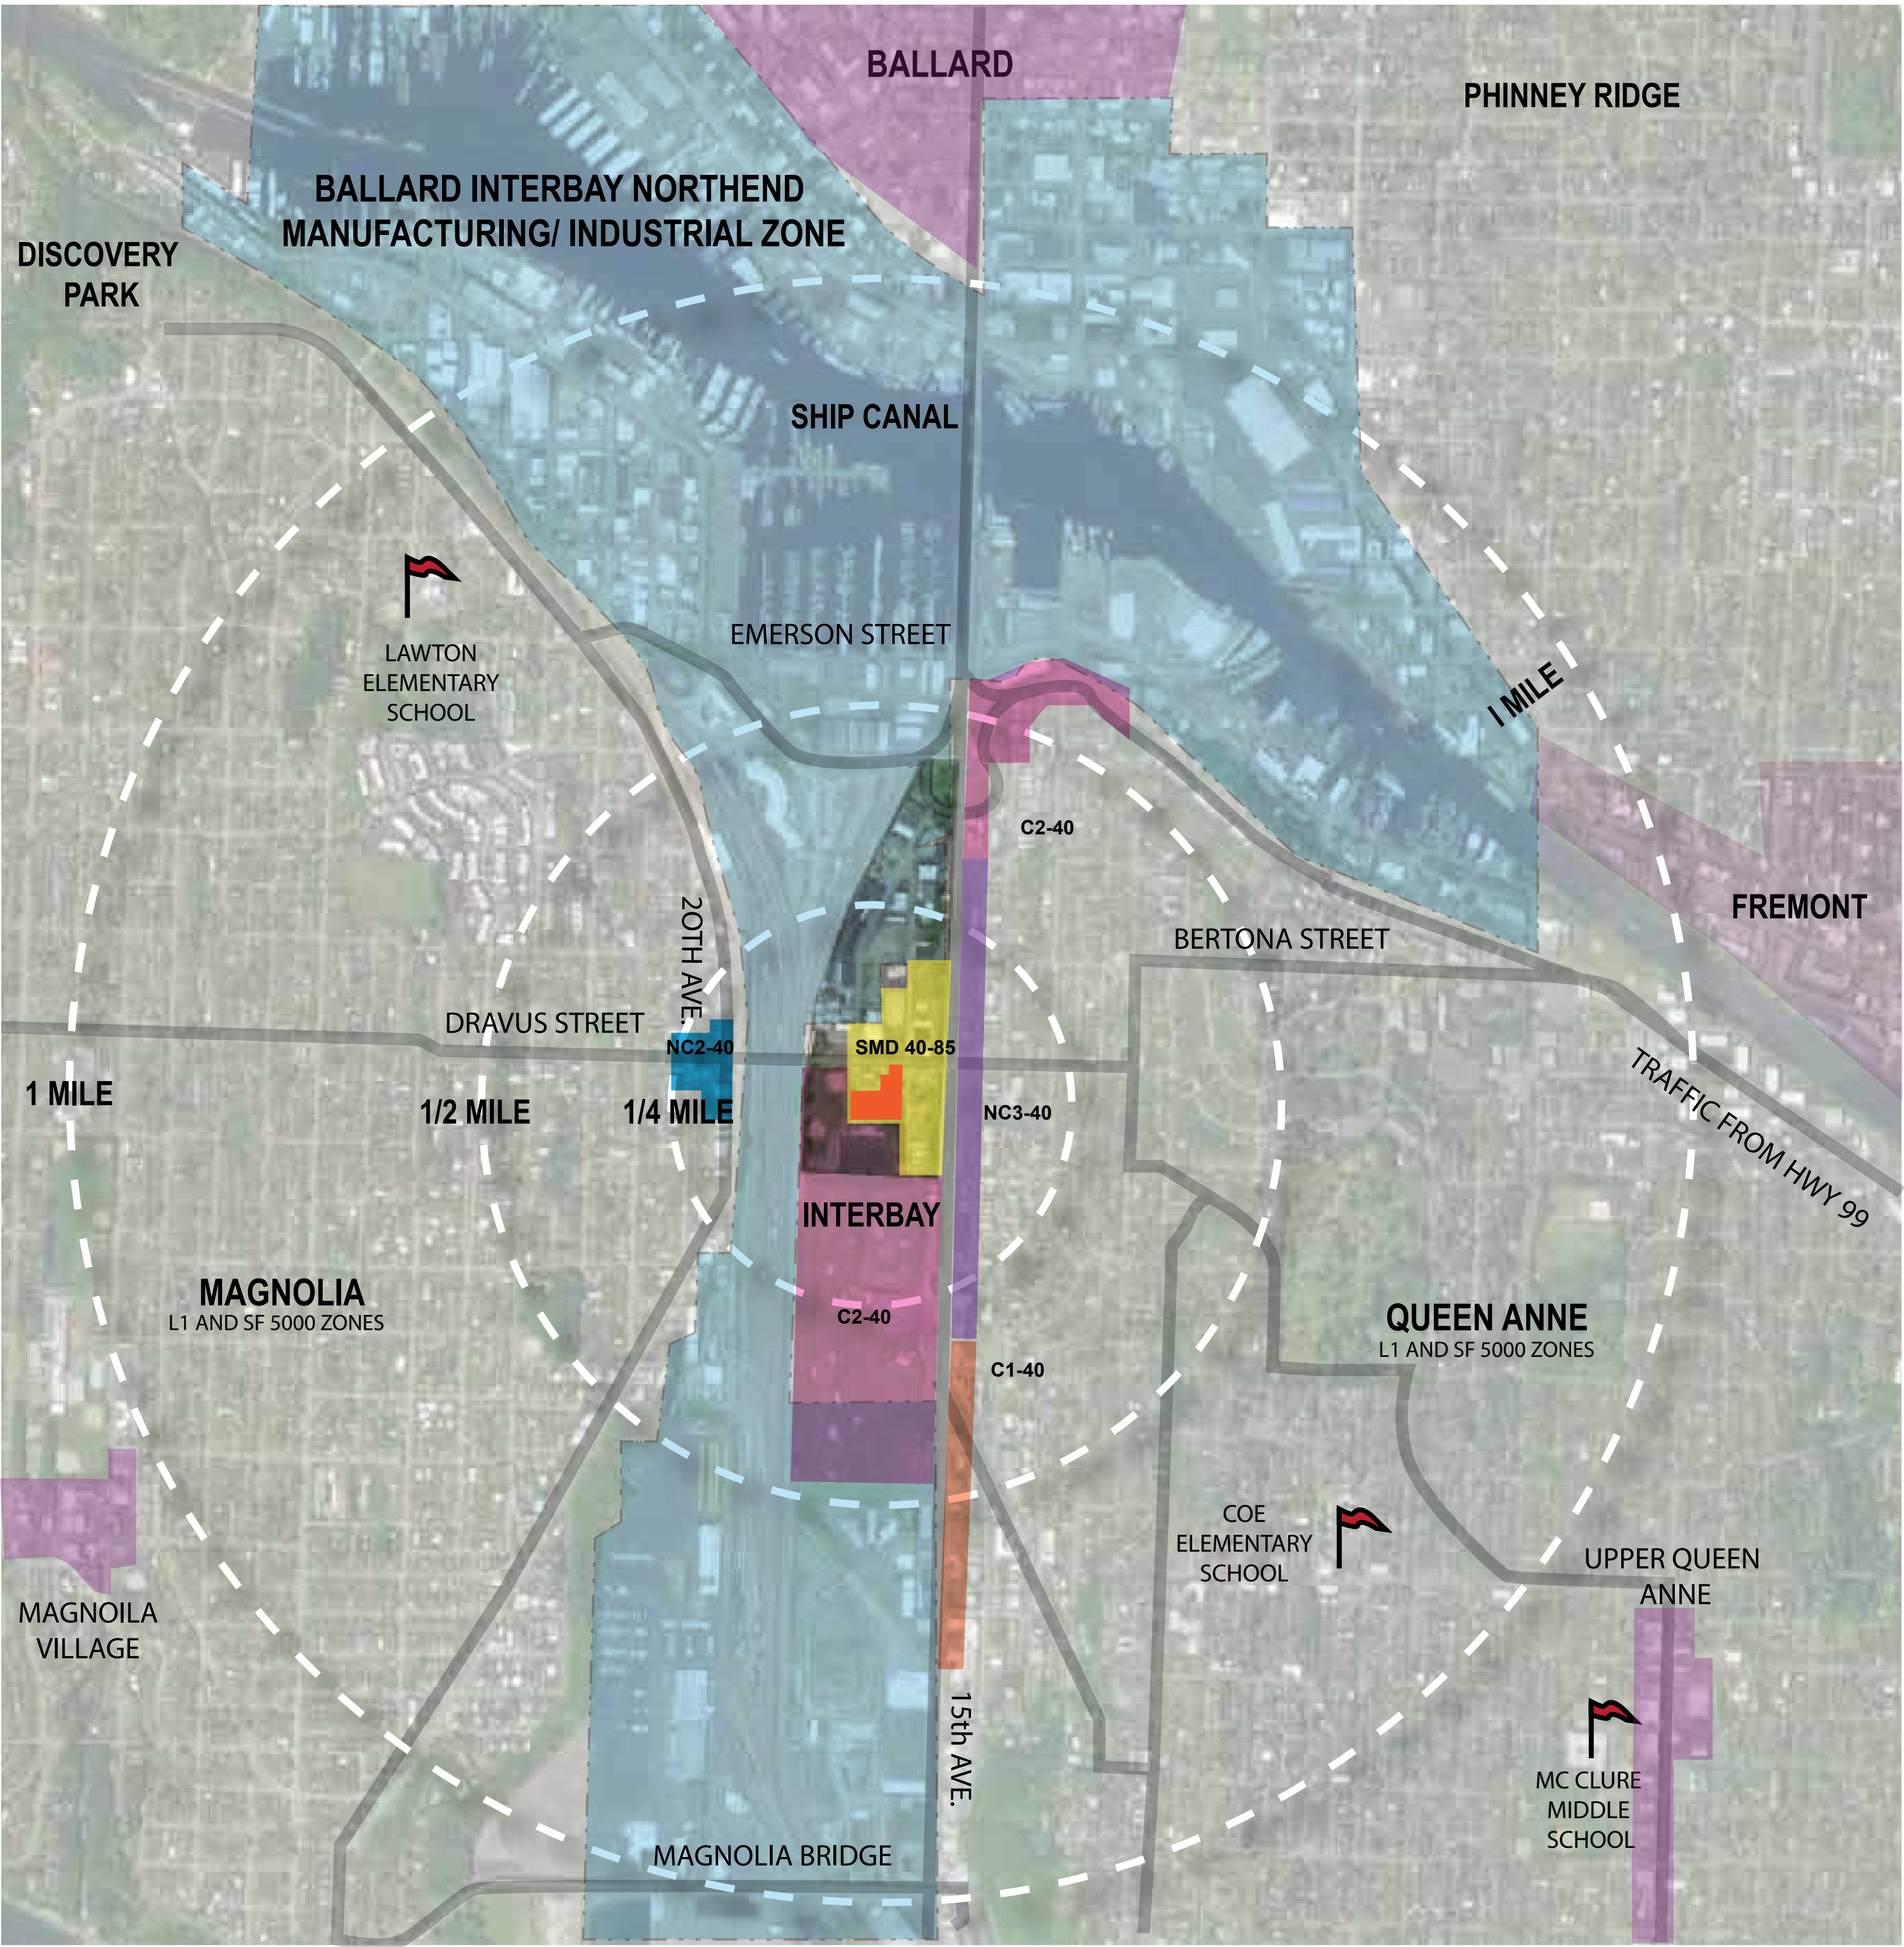 BALLARD
PHINNEY RIDGE
BALLARD INTERBAY NORTHEND
MANUFACTURING/ INDUSTRIAL ZONE
DISCOVERY
PARK
SHIP CANAL
EMERSON STREET
LAWTON
ELEMENTARY
SCHOOL
I MILE
C2-40
FREMONT
2OTH AVE.
BERTONA STREET
DRAVUS STREET
NC2-40
SMD 40-85
1 MILE
1/2 MILE
1/4 MILE
NC3-40
TRAFFIC FROM HWY 99
INTERBAY
MAGNOLIA
L1 AND SF 5000 ZONES
C2-40
QUEEN ANNE
L1 AND SF 5000 ZONES
C1-40
COE
ELEMENTARY
SCHOOL
UPPER QUEEN
ANNE
MAGNOILA
VILLAGE
15th AVE.
MC CLURE
MIDDLE
SCHOOL
MAGNOLIA BRIDGE